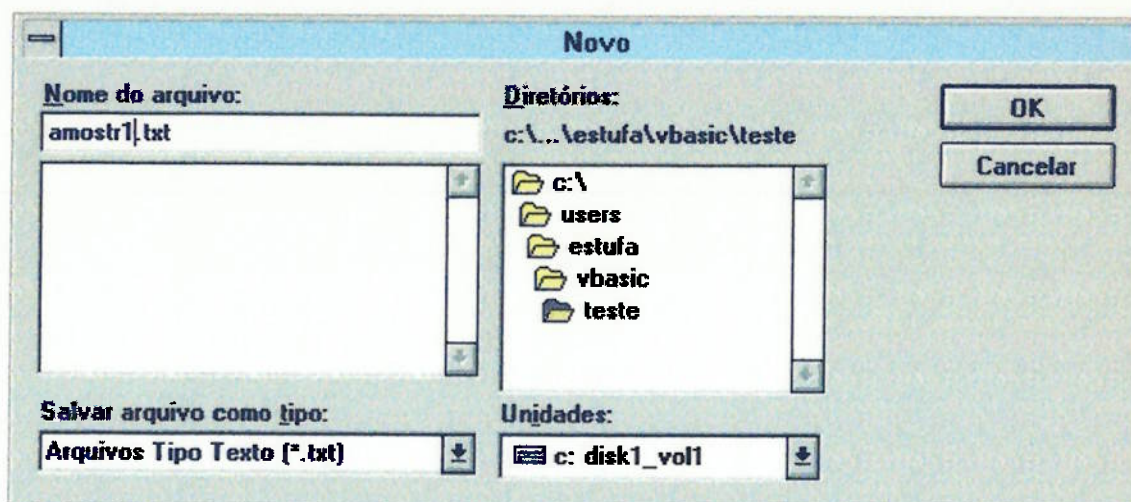 Novo
Nome do arquivo:
amostr1.txt
Salvar arquivo como tipo:
Arquivos Tipo Texto (*.txt)
Diretórios:
c:\...\estufa\vbasic\teste
c:\
users
estufa
vbasic
teste
Unidades:
c: disk1_vol1
OK
Cancelar